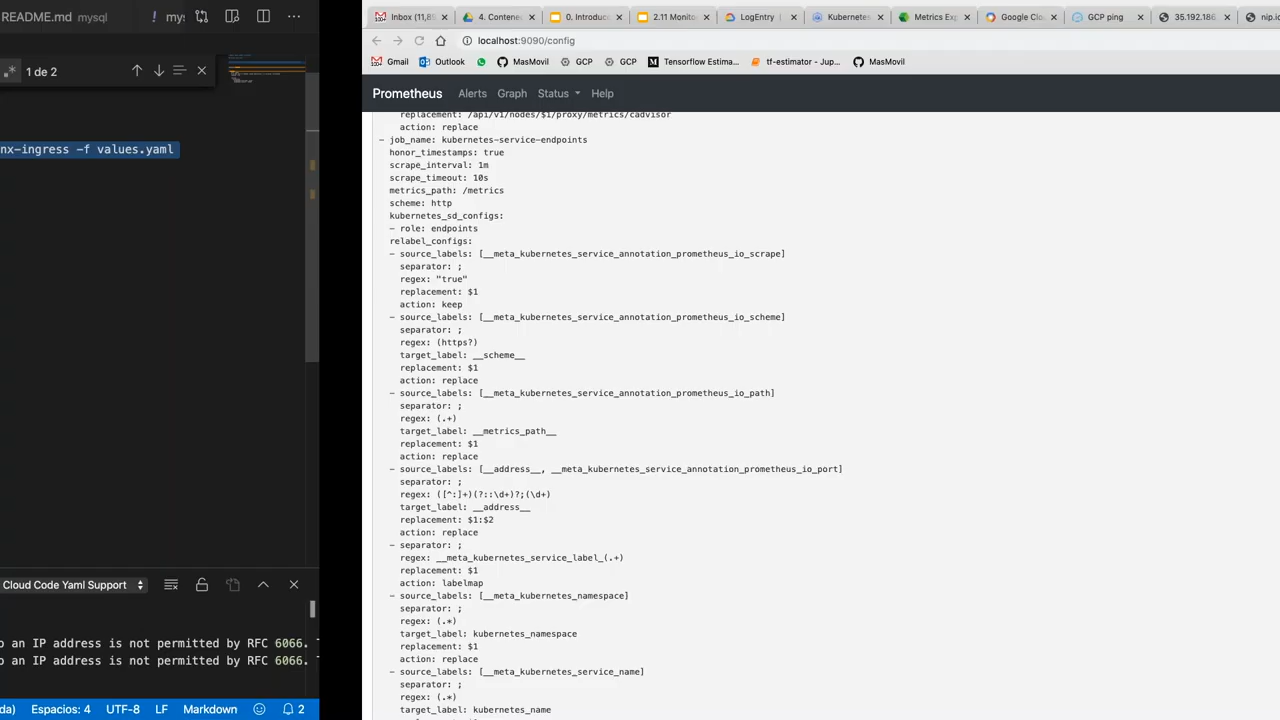 README.md mysql
! mys
1 de 2
nx-ingress -f values.yaml
Cloud Code Yaml Support
o an IP address is not permitted by RFC 6066.
o an IP address is not permitted by RFC 6066.
da) Espacios: 4 UTF-8 LF Markdown 2
Inbox (11,85 4. Contene 0. Introduc 2.11 Monito LogEntry Kubernetes Metrics Exp Google Clou GCP ping 35.192.186. nip.io
localhost:9090/config
Gmail Outlook MasMovil GCP GCP Tensorflow Estima... tf-estimator - Jup... MasMovil
Prometheus Alerts Graph Status Help
replacement: /api/v1/nodes/$1/proxy/metrics/cadvisor
action: replace
- job_name: kubernetes-service-endpoints
honor_timestamps: true
scrape_interval: 1m
scrape_timeout: 10s
metrics_path: /metrics
scheme: http
kubernetes_sd_configs:
- role: endpoints
relabel_configs:
- source_labels: [__meta_kubernetes_service_annotation_prometheus_io_scrape]
separator: ;
regex: "true"
replacement: $1
action: keep
- source_labels: [__meta_kubernetes_service_annotation_prometheus_io_scheme]
separator: ;
regex: (https?)
target_label: __scheme__
replacement: $1
action: replace
- source_labels: [__meta_kubernetes_service_annotation_prometheus_io_path]
separator: ;
regex: (.+)
target_label: __metrics_path__
replacement: $1
action: replace
- source_labels: [__address__, __meta_kubernetes_service_annotation_prometheus_io_port]
separator: ;
regex: ([^:]+)(?::\d+)?;(\d+)
target_label: __address__
replacement: $1:$2
action: replace
- separator: ;
regex: __meta_kubernetes_service_label_(.+)
replacement: $1
action: labelmap
- source_labels: [__meta_kubernetes_namespace]
separator: ;
regex: (.*)
target_label: kubernetes_namespace
replacement: $1
action: replace
- source_labels: [__meta_kubernetes_service_name]
separator: ;
regex: (.*)
target_label: kubernetes_name